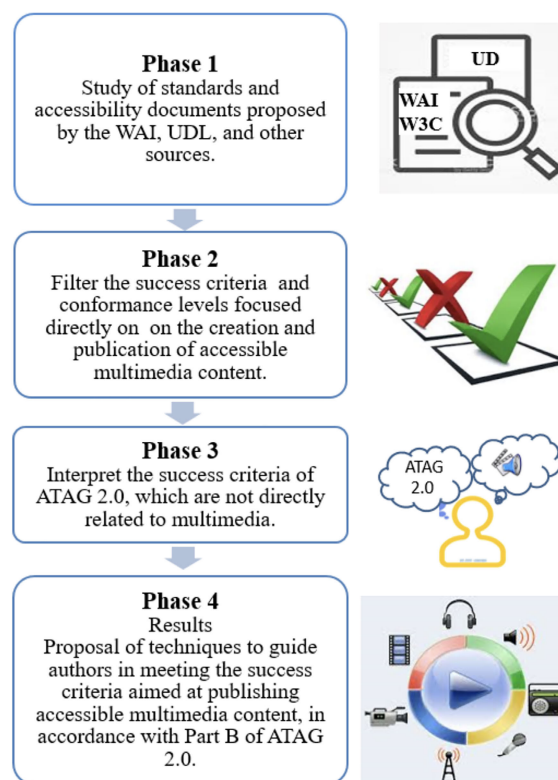 Phase 1
Study of standards and
accessibility documents proposed
by the WAI, UDL, and other
sources.
UD
WAI
W3C
Phase 2
Filter the success criteria and
conformance levels focused
directly on on the creation and
publication of accessible
multimedia content.
Phase 3
Interpret the success criteria of
ATAG 2.0, which are not directly
related to multimedia.
ATAG
2.0
Phase 4
Results
Proposal of techniques to guide
authors in meeting the success
criteria aimed at publishing
accessible multimedia content, in
accordance with Part B of ATAG
2.0.